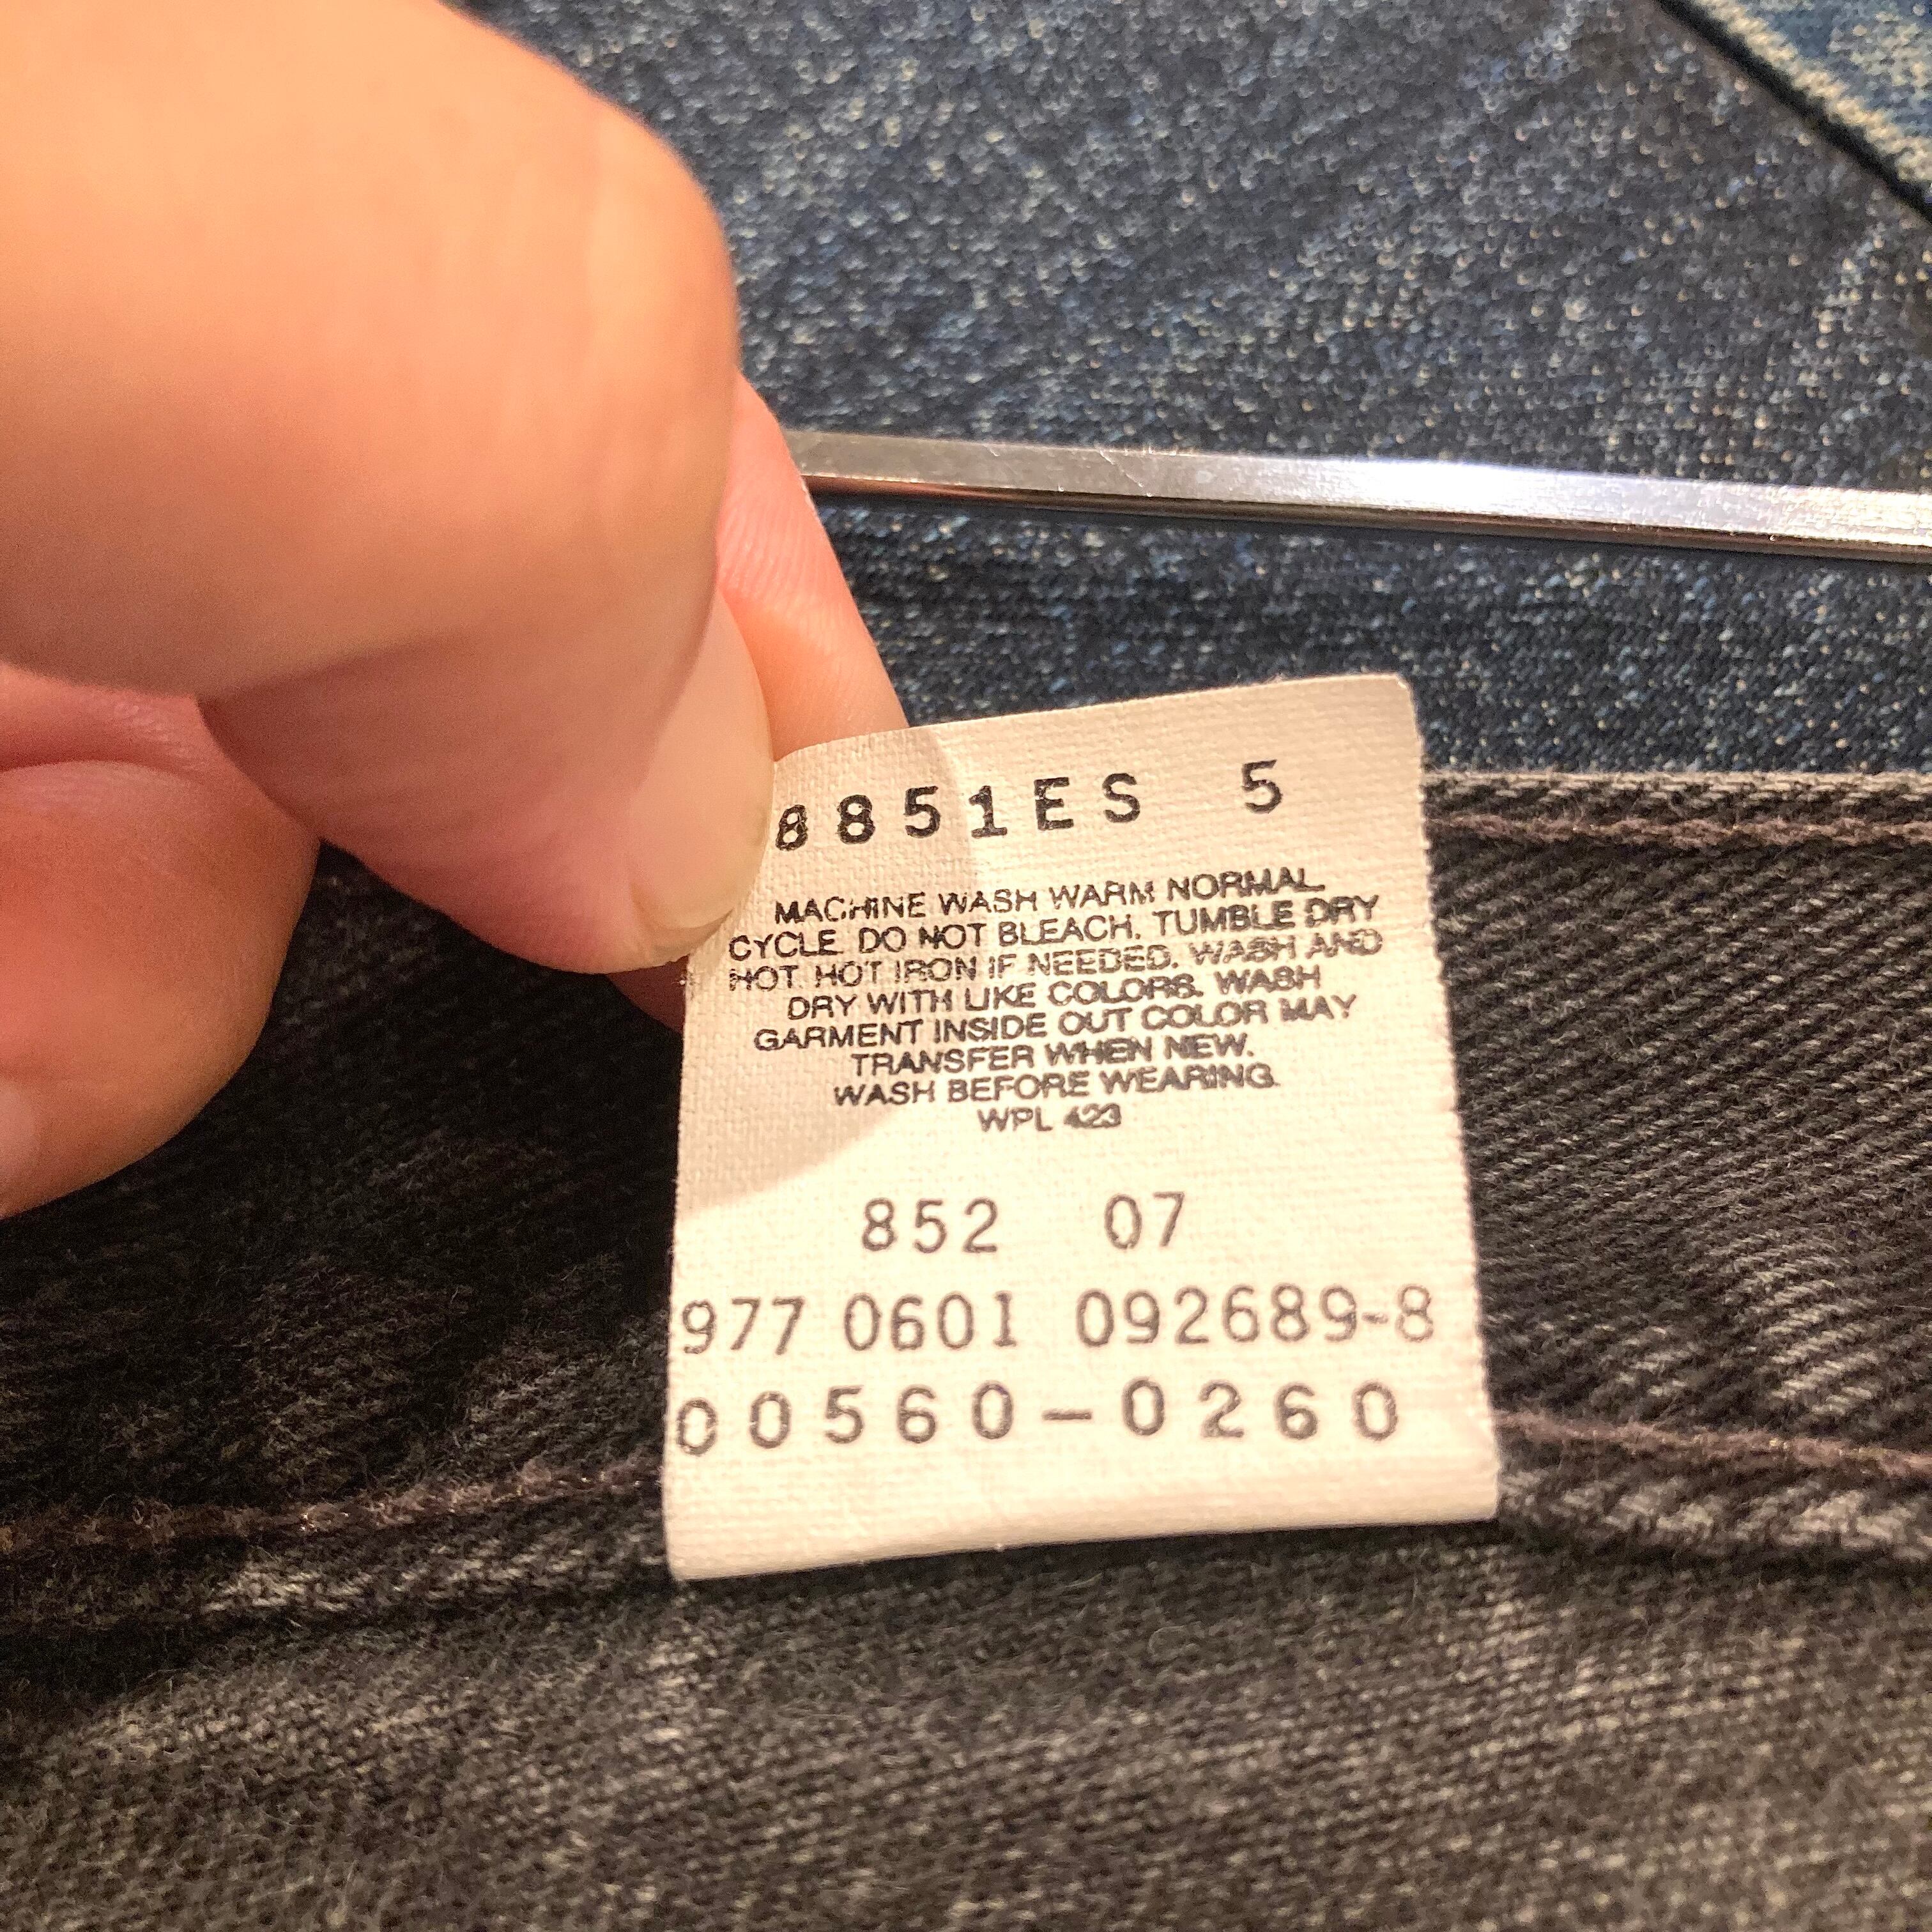 8851ES 5
MACHINE WASH WARM NORMAL
CYCLE. DO NOT BLEACH. TUMBLE DRY
HOT. HOT IRON IF NEEDED. WASH AND
DRY WITH LIKE COLORS. WASH
GARMENT INSIDE OUT COLOR MAY
TRANSFER WHEN NEW.
WASH BEFORE WEARING.
WPL 423
852 07
977 0601 092689-8
00560-0260